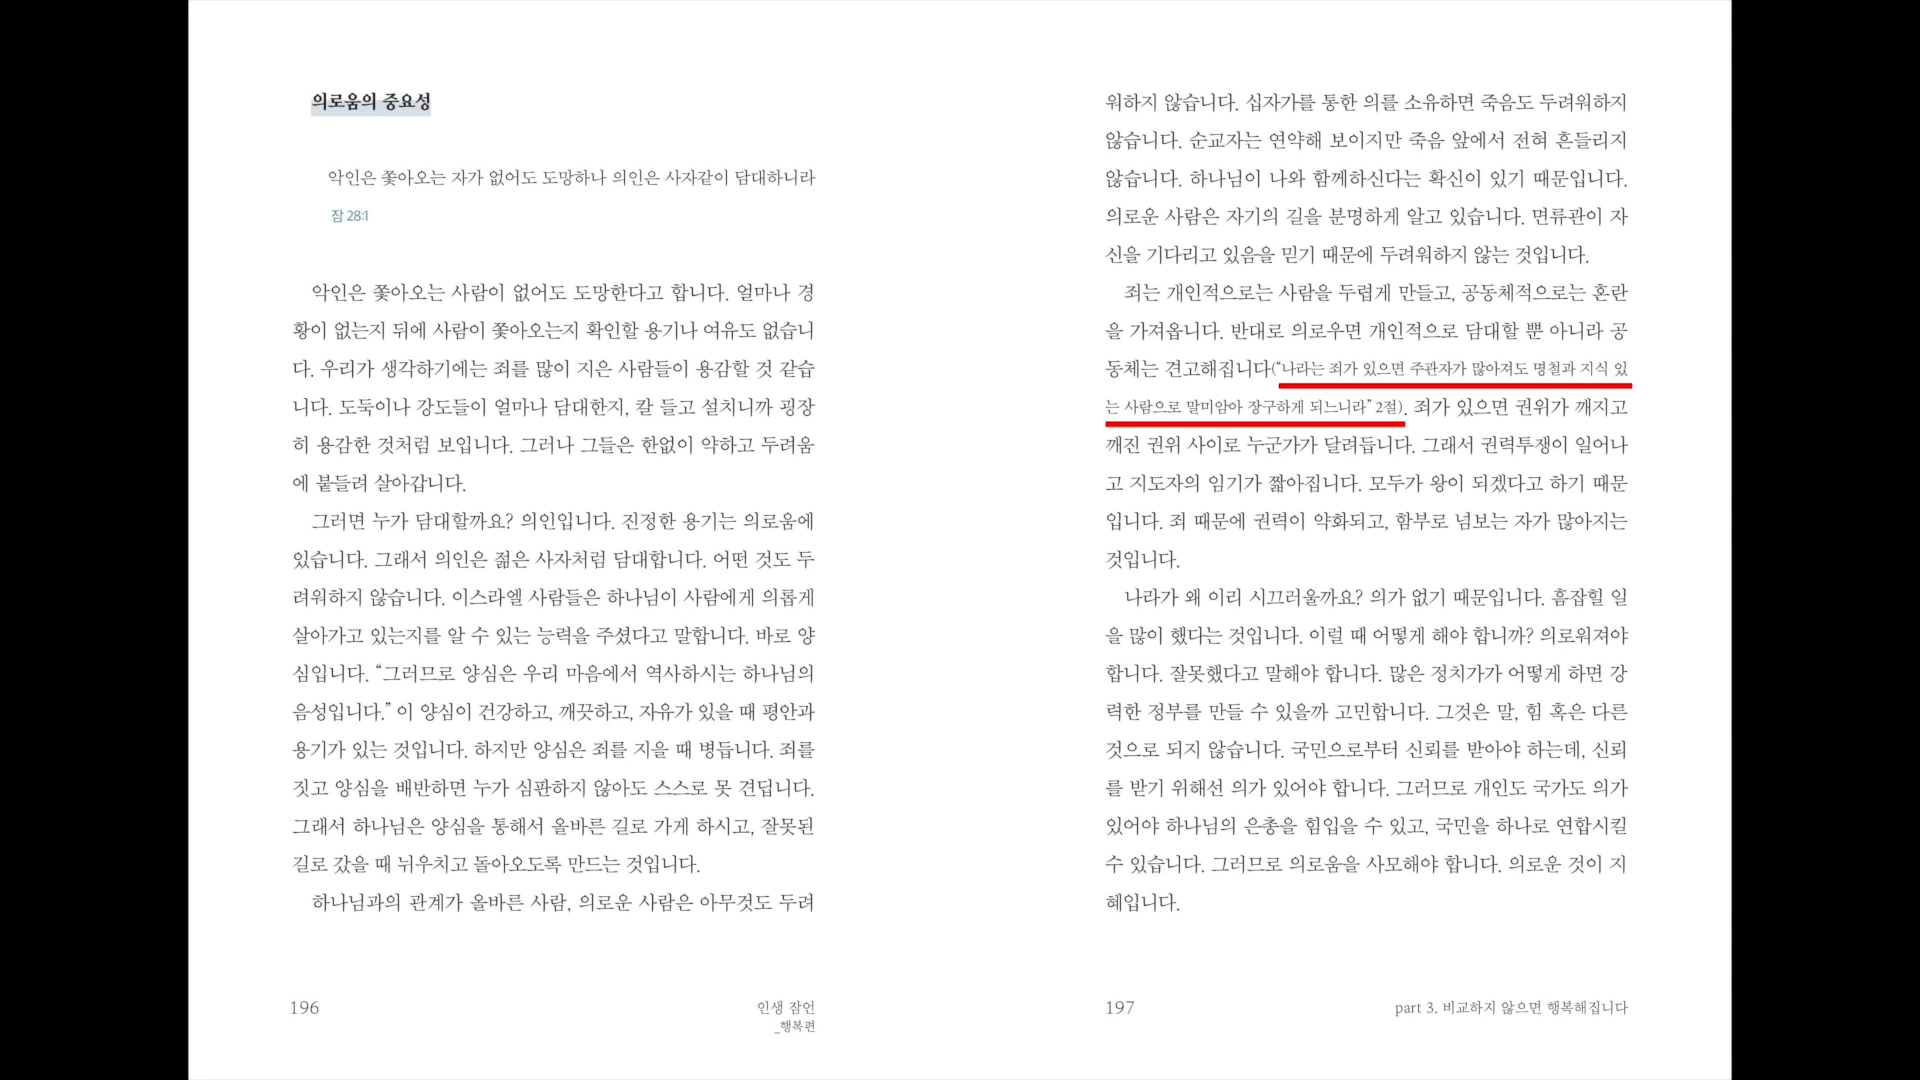 의로움의 중요성
악인은 쫓아오는 자가 없어도 도망하나 의인은 사자같이 담대하니라
잠 28:1
악인은 쫓아오는 사람이 없어도 도망한다고 합니다. 얼마나 경
황이 없는지 뒤에 사람이 쫓아오는지 확인할 용기나 여유도 없습니
다. 우리가 생각하기에는 죄를 많이 지은 사람들이 용감할 것 같습
니다. 도둑이나 강도들이 얼마나 담대한지, 칼 들고 설치니까 굉장
히 용감한 것처럼 보입니다. 그러나 그들은 한없이 약하고 두려움
에 붙들려 살아갑니다.
그러면 누가 담대할까요? 의인입니다. 진정한 용기는 의로움에
있습니다. 그래서 의인은 젊은 사자처럼 담대합니다. 어떤 것도 두
려워하지 않습니다. 이스라엘 사람들은 하나님이 사람에게 의롭게
살아가고 있는지를 알 수 있는 능력을 주셨다고 말합니다. 바로 양
심입니다. “그러므로 양심은 우리 마음에서 역사하시는 하나님의
음성입니다.” 이 양심이 건강하고, 깨끗하고, 자유가 있을 때 평안과
용기가 있는 것입니다. 하지만 양심은 죄를 지을 때 병듭니다. 죄를
짓고 양심을 배반하면 누가 심판하지 않아도 스스로 못 견딥니다.
그래서 하나님은 양심을 통해서 올바른 길로 가게 하시고, 잘못된
길로 갔을 때 뉘우치고 돌아오도록 만드는 것입니다.
하나님과의 관계가 올바른 사람, 의로운 사람은 아무것도 두려
196
인생 잠언
_행복편
워하지 않습니다. 십자가를 통한 의를 소유하면 죽음도 두려워하지
않습니다. 순교자는 연약해 보이지만 죽음 앞에서 전혀 흔들리지
않습니다. 하나님이 나와 함께하신다는 확신이 있기 때문입니다.
의로운 사람은 자기의 길을 분명하게 알고 있습니다. 면류관이 자
신을 기다리고 있음을 믿기 때문에 두려워하지 않는 것입니다.
죄는 개인적으로는 사람을 두렵게 만들고, 공동체적으로는 혼란
을 가져옵니다. 반대로 의로우면 개인적으로 담대할 뿐 아니라 공
동체는 견고해집니다(“나라는 죄가 있으면 주관자가 많아져도 명철과 지식 있
는 사람으로 말미암아 장구하게 되느니라” 2절). 죄가 있으면 권위가 깨지고
깨진 권위 사이로 누군가가 달려듭니다. 그래서 권력투쟁이 일어나
고 지도자의 임기가 짧아집니다. 모두가 왕이 되겠다고 하기 때문
입니다. 죄 때문에 권력이 약화되고, 함부로 넘보는 자가 많아지는
것입니다.
나라가 왜 이리 시끄러울까요? 의가 없기 때문입니다. 흠잡힐 일
을 많이 했다는 것입니다. 이럴 때 어떻게 해야 합니까? 의로워져야
합니다. 잘못했다고 말해야 합니다. 많은 정치가가 어떻게 하면 강
력한 정부를 만들 수 있을까 고민합니다. 그것은 말, 힘 혹은 다른
것으로 되지 않습니다. 국민으로부터 신뢰를 받아야 하는데, 신뢰
를 받기 위해선 의가 있어야 합니다. 그러므로 개인도 국가도 의가
있어야 하나님의 은총을 힘입을 수 있고, 국민을 하나로 연합시킬
수 있습니다. 그러므로 의로움을 사모해야 합니다. 의로운 것이 지
혜입니다.
197
part 3. 비교하지 않으면 행복해집니다